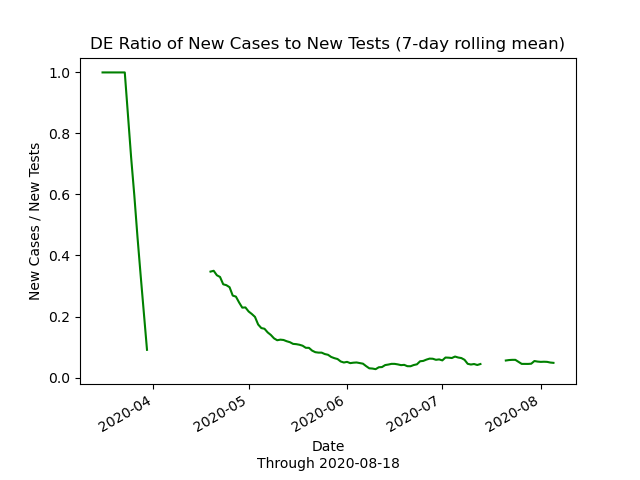 DE Ratio of New Cases to New Tests (7-day rolling mean)
1.0
0.8
0.6
0.4
0.2
0.0
New Cases / New Tests
2020-04
2020-05
2020-06
2020-07
2020-08
Date
Through 2020-08-18